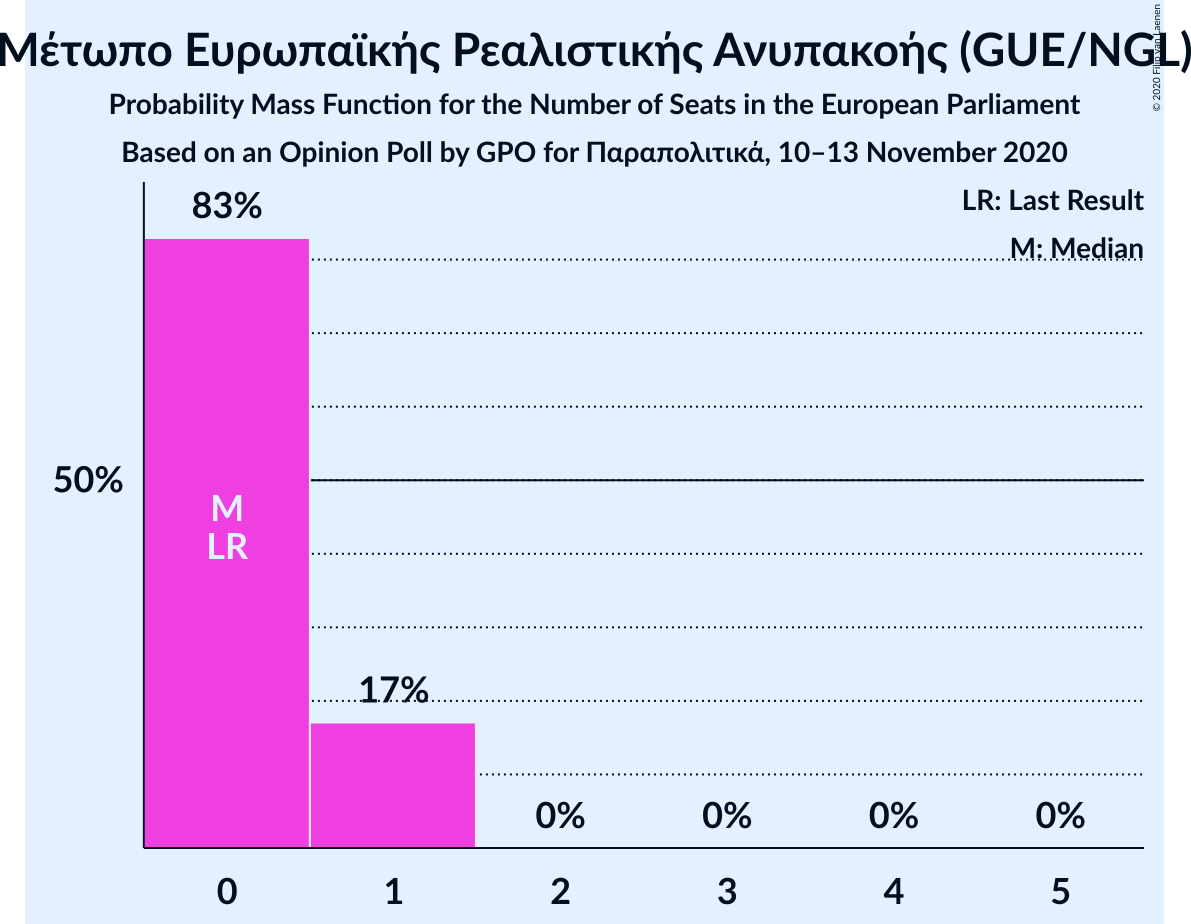 Μέτωπο Ευρωπαϊκής Ρεαλιστικής Ανυπακοής (GUE/NGL)
© 2020 Filip van Laenen
Probability Mass Function for the Number of Seats in the European Parliament
Based on an Opinion Poll by GPO for Παραπολιτικά, 10–13 November 2020
LR: Last Result
M: Median
83%
50%
M
LR
17%
0%
0%
0%
0%
0
1
2
3
4
5